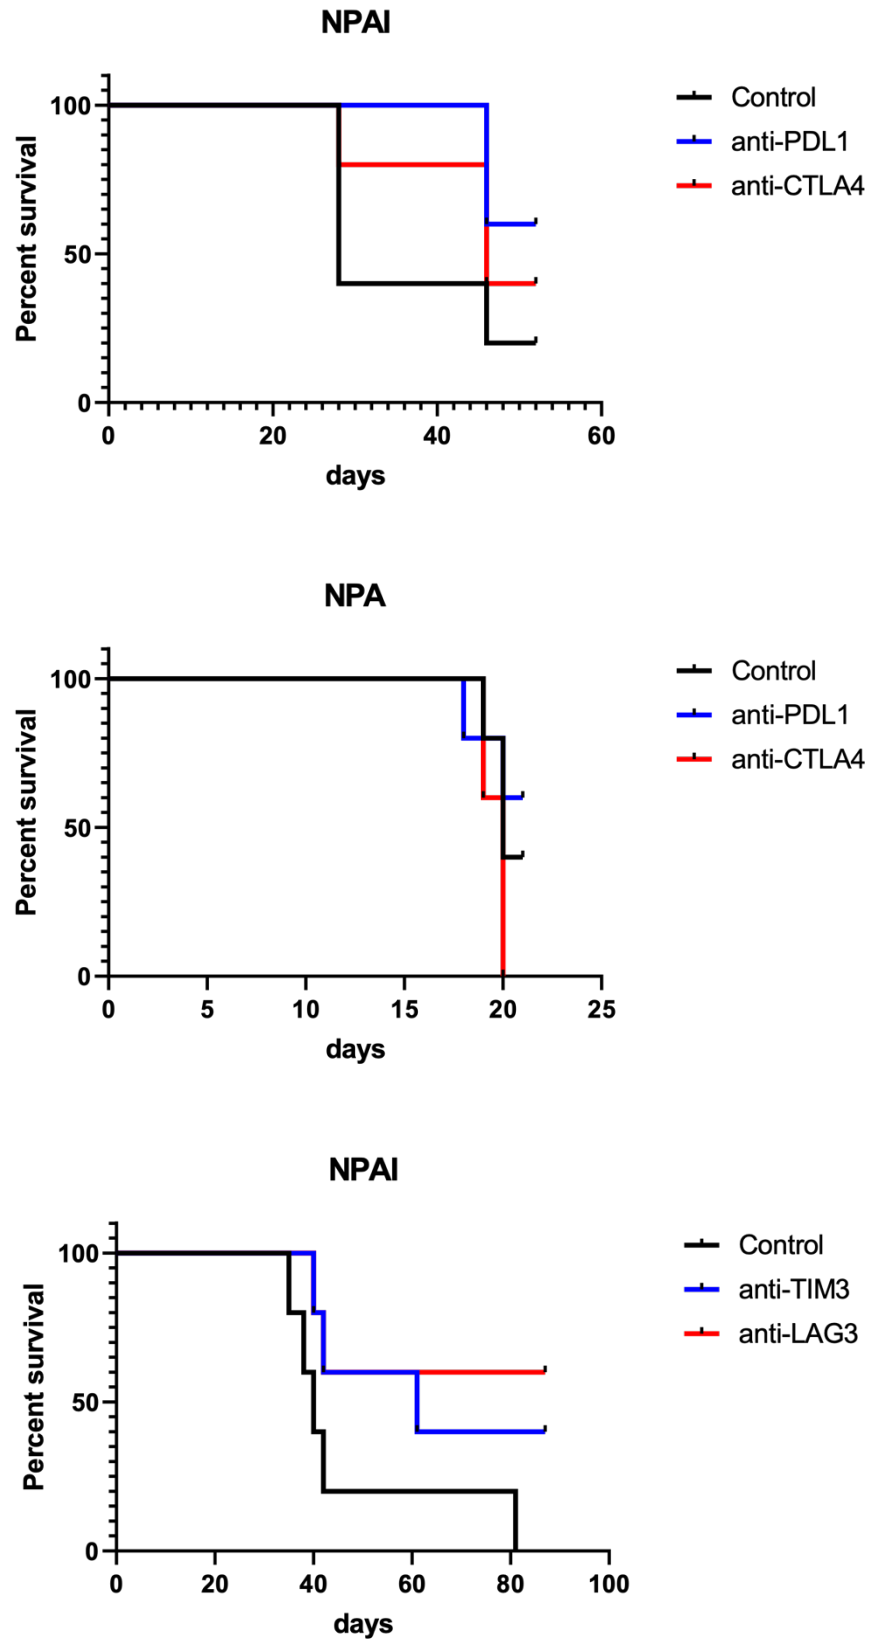 NPAI
Percent survival
100
50
0
0 20 40 60
days
Control
anti-PDL1
anti-CTLA4
NPA
Percent survival
100
50
0
0 5 10 15 20 25
days
Control
anti-PDL1
anti-CTLA4
NPAI
Percent survival
100
50
0
0 20 40 60 80 100
days
Control
anti-TIM3
anti-LAG3